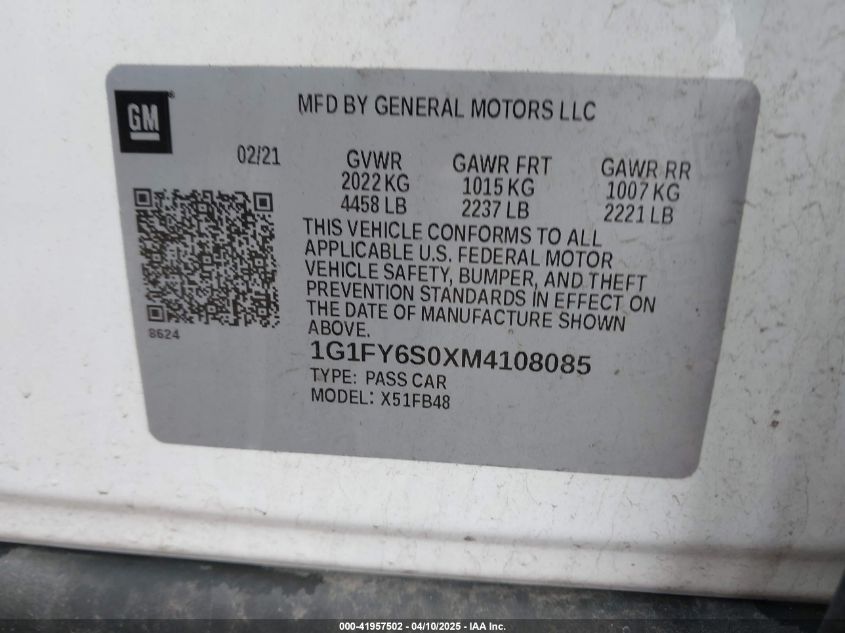 GM
MFD BY GENERAL MOTORS LLC
02/21
GVWR
2022 KG
4458 LB
GAWR FRT
1015 KG
2237 LB
GAWR RR
1007 KG
2221 LB
THIS VEHICLE CONFORMS TO ALL
APPLICABLE U.S. FEDERAL MOTOR
VEHICLE SAFETY, BUMPER, AND THEFT
PREVENTION STANDARDS IN EFFECT ON
THE DATE OF MANUFACTURE SHOWN
ABOVE.
8624
1G1FY6S0XM4108085
TYPE: PASS CAR
MODEL: X51FB48
000-41957502 - 04/10/2025 - IAA Inc.